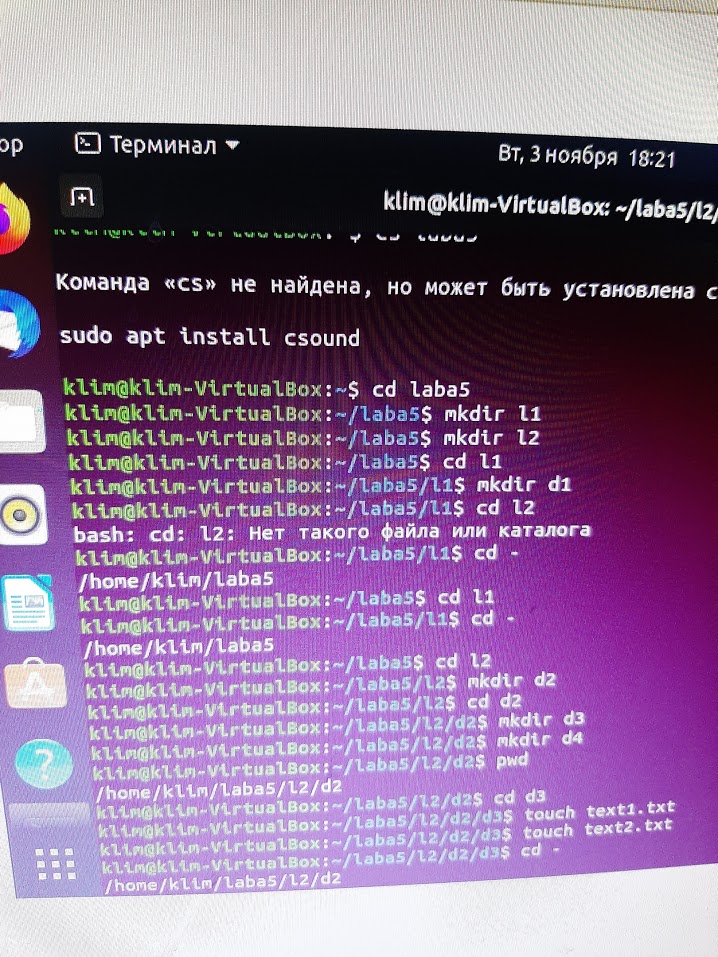 ор Терминал Вт, 3 ноября 18:21
klim@klim-VirtualBox: ~/laba5/l2/
Команда «cs» не найдена, но может быть установлена с
sudo apt install csound
klim@klim-VirtualBox:~$ cd laba5
klim@klim-VirtualBox:~/laba5$ mkdir l1
klim@klim-VirtualBox:~/laba5$ mkdir l2
klim@klim-VirtualBox:~/laba5$ cd l1
klim@klim-VirtualBox:~/laba5/l1$ mkdir d1
klim@klim-VirtualBox:~/laba5/l1$ cd l2
bash: cd: l2: Нет такого файла или каталога
klim@klim-VirtualBox:~/laba5/l1$ cd -
/home/klim/laba5
klim@klim-VirtualBox:~/laba5$ cd l1
klim@klim-VirtualBox:~/laba5/l1$ cd -
/home/klim/laba5
klim@klim-VirtualBox:~/laba5$ cd l2
klim@klim-VirtualBox:~/laba5/l2$ mkdir d2
klim@klim-VirtualBox:~/laba5/l2$ cd d2
klim@klim-VirtualBox:~/laba5/l2/d2$ mkdir d3
klim@klim-VirtualBox:~/laba5/l2/d2$ mkdir d4
klim@klim-VirtualBox:~/laba5/l2/d2$ pwd
/home/klim/laba5/l2/d2
klim@klim-VirtualBox:~/laba5/l2/d2$ cd d3
klim@klim-VirtualBox:~/laba5/l2/d2/d3$ touch text1.txt
klim@klim-VirtualBox:~/laba5/l2/d2/d3$ touch text2.txt
klim@klim-VirtualBox:~/laba5/l2/d2/d3$ cd -
/home/klim/laba5/l2/d2